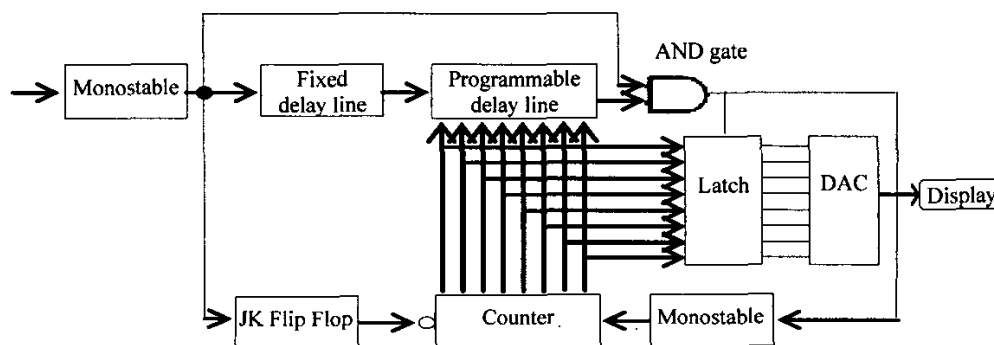 AND gate
Monostable
Fixed
delay line
Programmable
delay line
Latch
DAC
Display
JK Flip Flop
Counter
Monostable